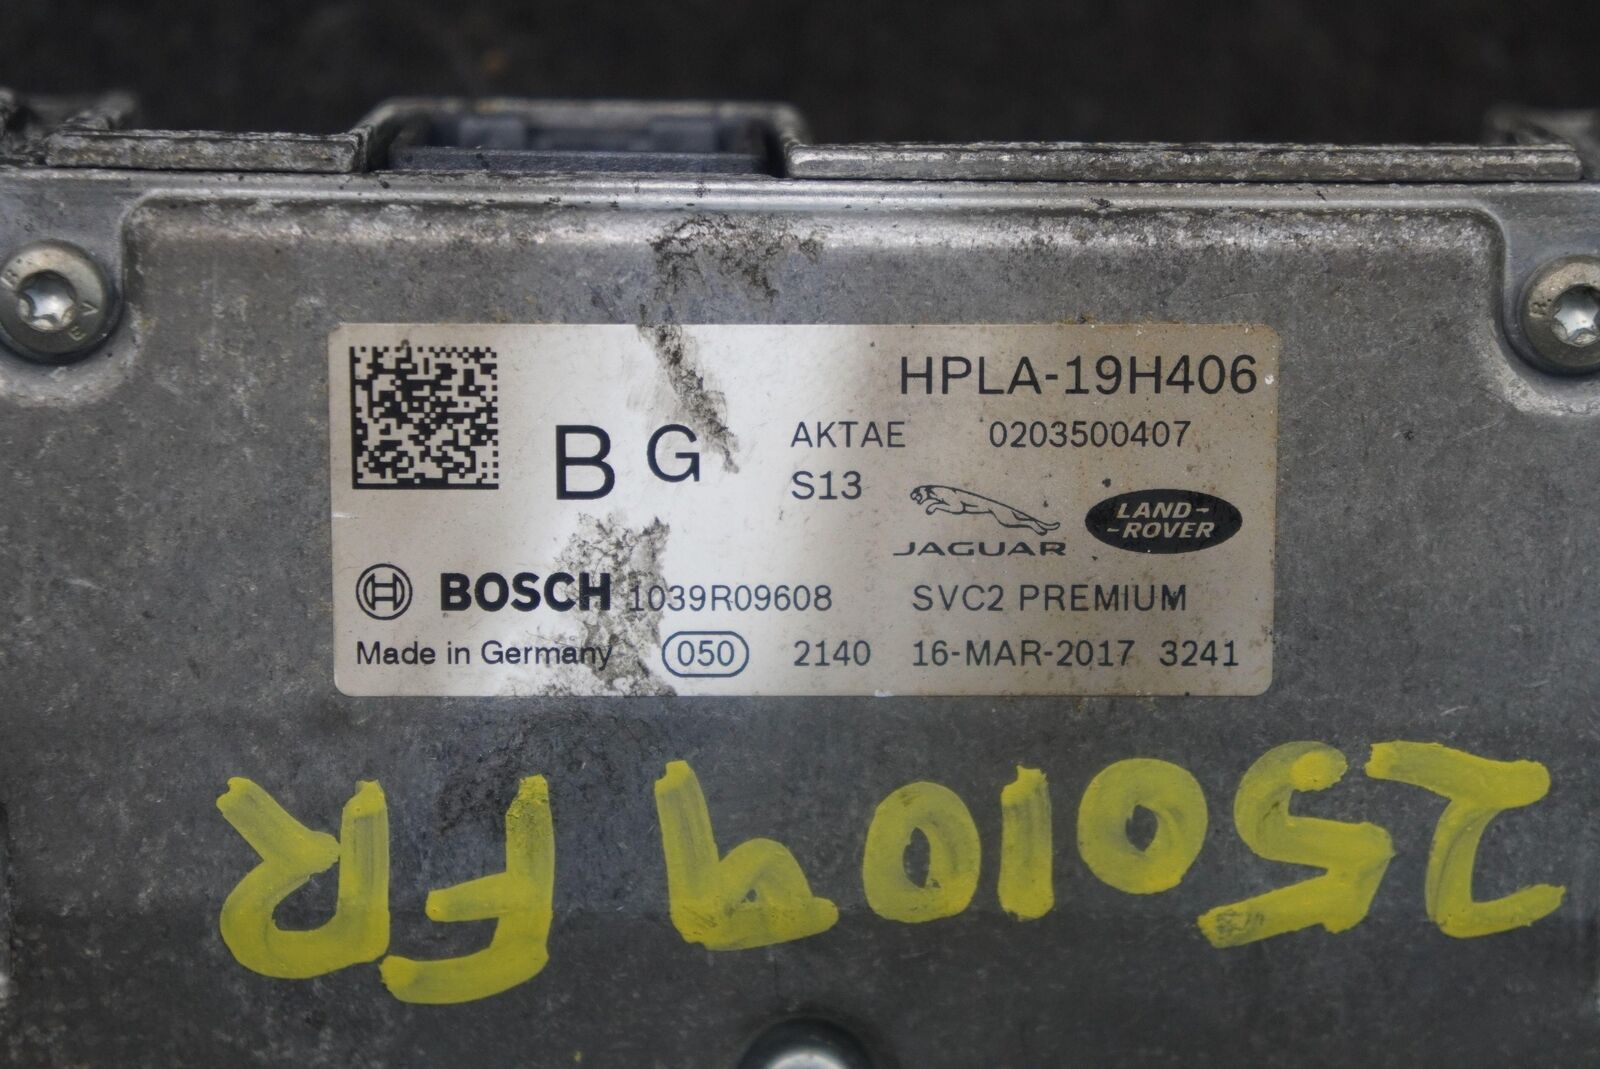 HPLA-19H406
B G AKTAE 0203500407
S13
JAGUAR
LAND-
-ROVER
BOSCH 1039R09608 SVC2 PREMIUM
Made in Germany 050 2140 16-MAR-2017 3241
250109 FR